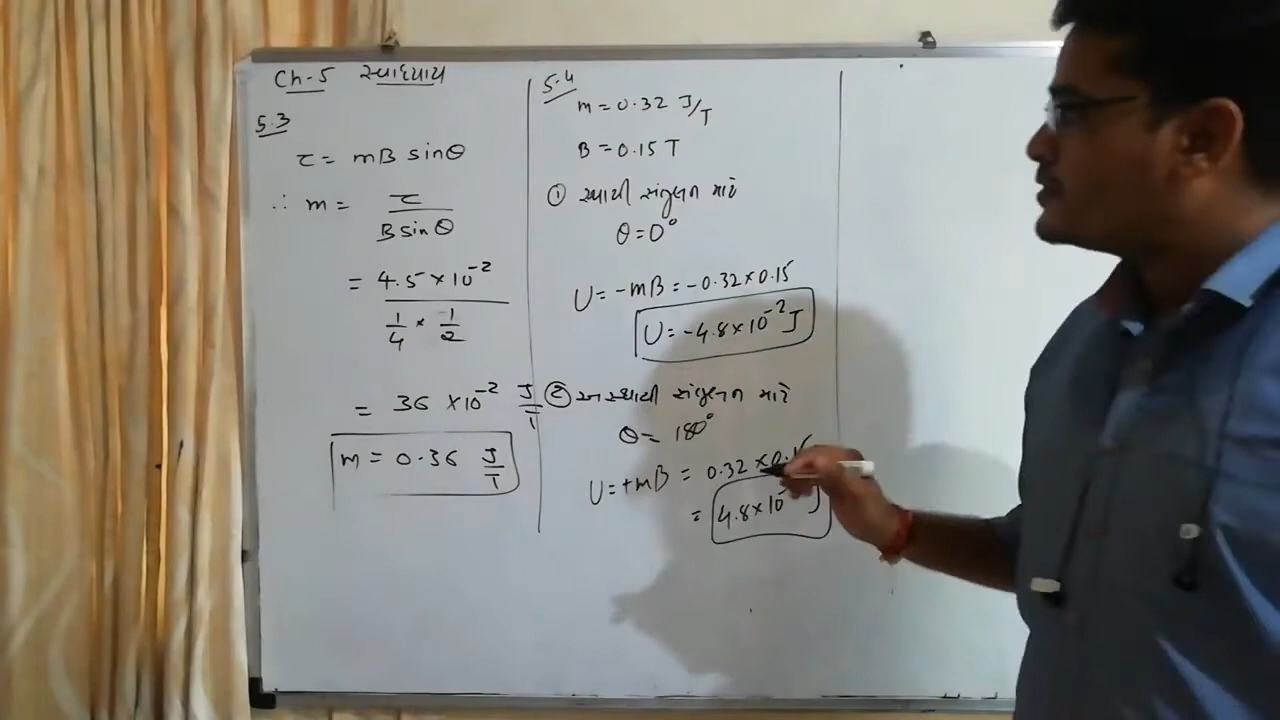 Ch-5 સ્વાધ્યાય
5.3
τ = mB sinθ
∴ m = τ / B sinθ
= 4.5 × 10⁻² / 1/4 × 1/2
= 36 × 10⁻² J/T
m = 0.36 J/T
5.4
m = 0.32 J/T
B = 0.15 T
① સ્થાયી સંતુલન માટે
θ = 0°
U = -mB = -0.32 × 0.15
U = -4.8 × 10⁻² J
② અસ્થાયી સંતુલન માટે
θ = 180°
U = +mB = 0.32 × 0.15
= 4.8 × 10 J